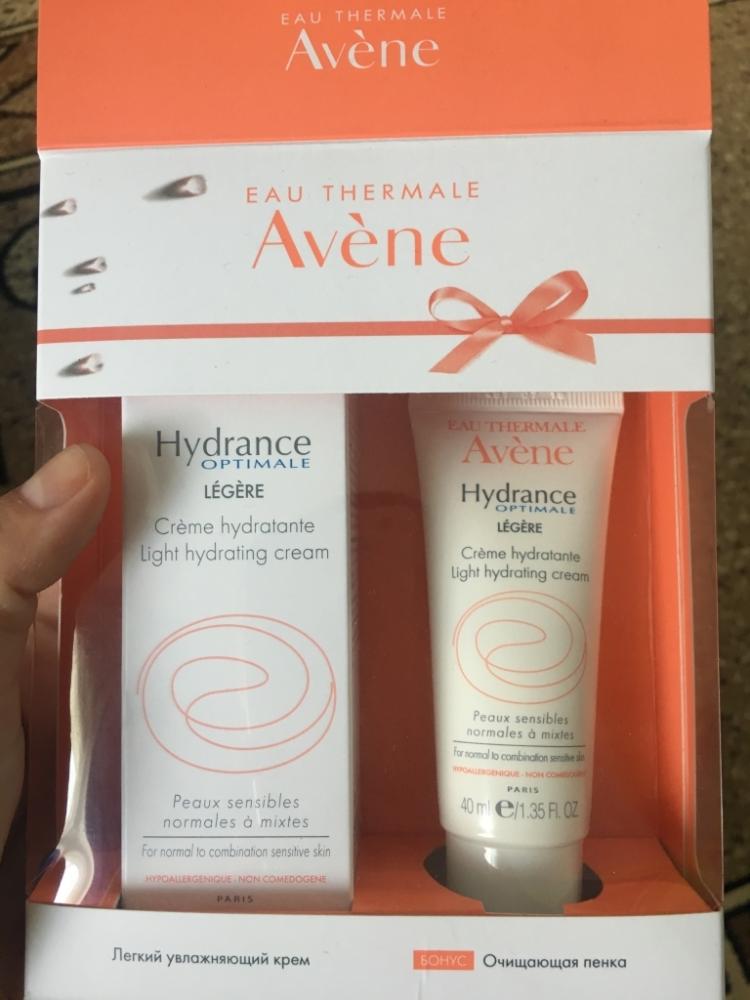 EAU THERMALE
Avène
EAU THERMALE
Avène
Hydrance
OPTIMALE
LÉGÈRE
Crème hydratante
Light hydrating cream
Peaux sensibles
normales à mixtes
For normal to combination sensitive skin
HYPOALLERGENIQUE - NON COMEDOGENE
PARIS
EAU THERMALE
Avène
Hydrance
OPTIMALE
LÉGÈRE
Crème hydratante
Light hydrating cream
Peaux sensibles
normales à mixtes
For normal to combination sensitive skin
HYPOALLERGENIQUE - NON COMEDOGENE
PARIS
40 ml e/1.35 Fl. OZ
Легкий увлажняющий крем
БОНУС Очищающая пенка